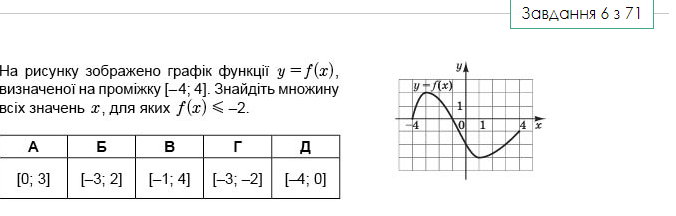 Завдання 6 з 71
На рисунку зображено графік функції y = f(x),
визначеної на проміжку [–4; 4]. Знайдіть множину
всіх значень x, для яких f(x) ⩽ –2.
А Б В Г Д
[0; 3] [–3; 2] [–1; 4] [–3; –2] [–4; 0]
y
y=f(x)
1
–4 0 1 4 x